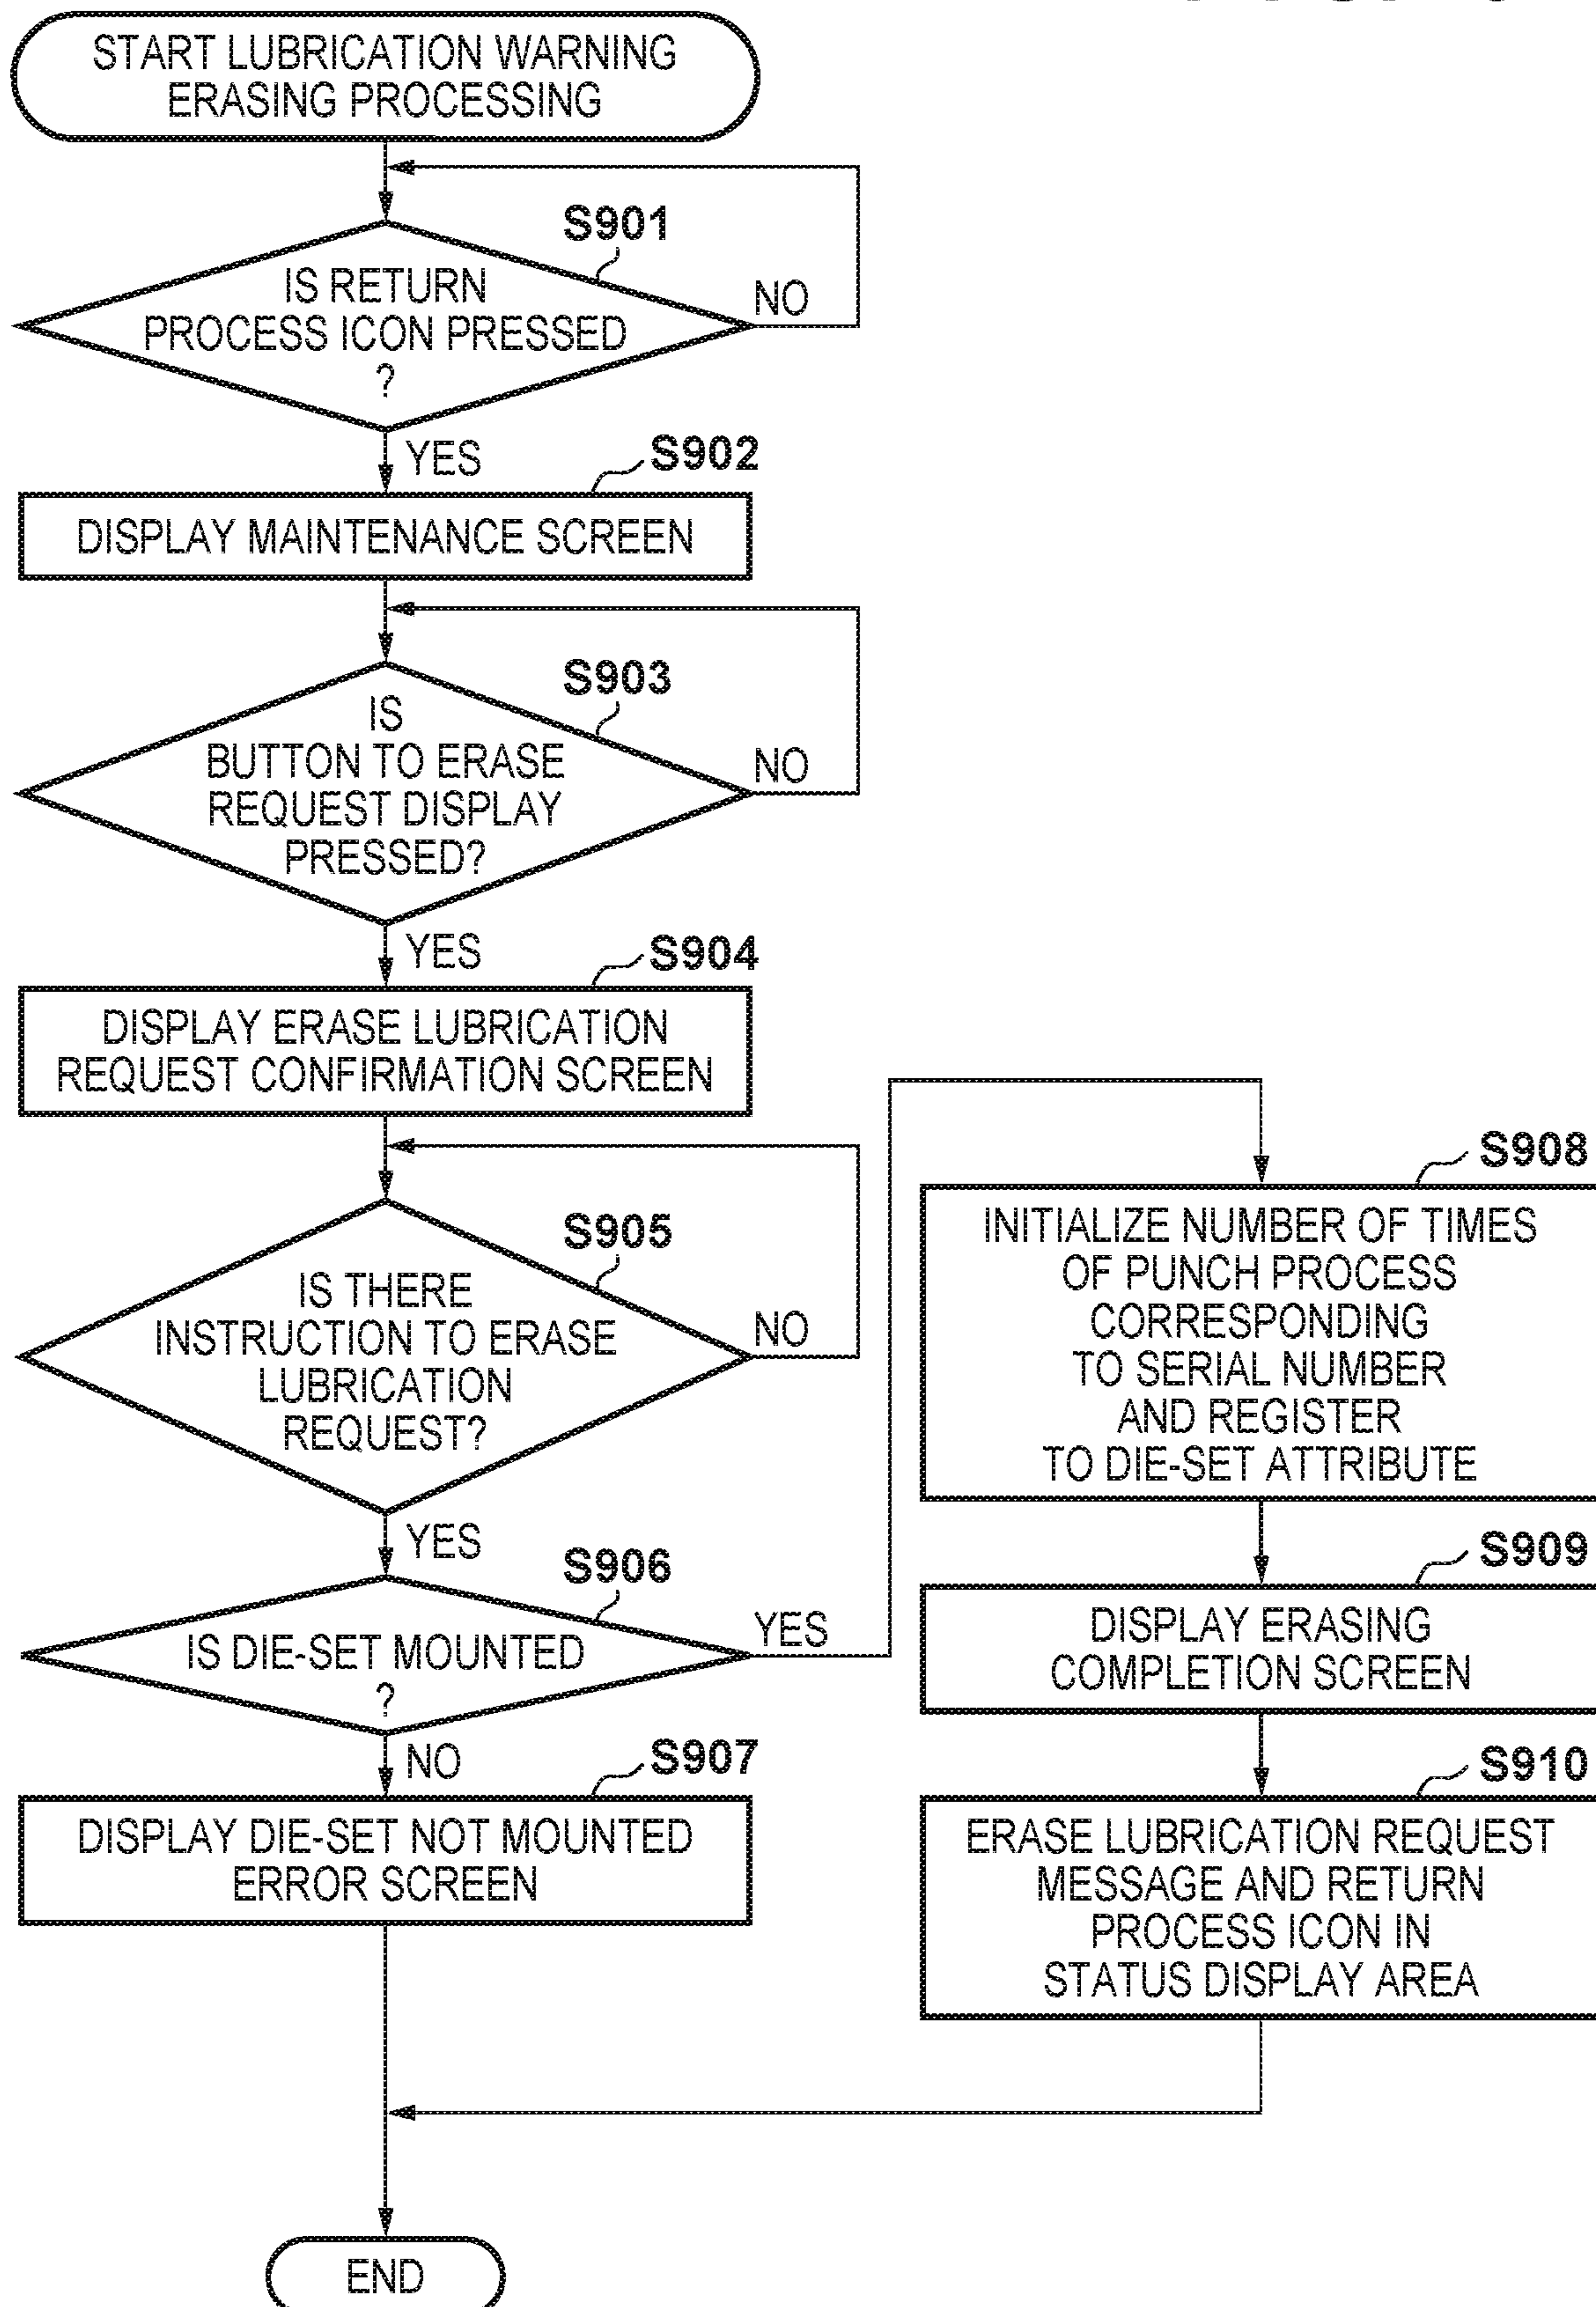 START LUBRICATION WARNING
ERASING PROCESSING
S901
IS RETURN
PROCESS ICON PRESSED
?
NO
YES
S902
DISPLAY MAINTENANCE SCREEN
S903
IS
BUTTON TO ERASE
REQUEST DISPLAY
PRESSED?
NO
YES
S904
DISPLAY ERASE LUBRICATION
REQUEST CONFIRMATION SCREEN
S905
IS THERE
INSTRUCTION TO ERASE
LUBRICATION
REQUEST?
NO
YES
S906
IS DIE-SET MOUNTED
?
YES
NO
S907
DISPLAY DIE-SET NOT MOUNTED
ERROR SCREEN
S908
INITIALIZE NUMBER OF TIMES
OF PUNCH PROCESS
CORRESPONDING
TO SERIAL NUMBER
AND REGISTER
TO DIE-SET ATTRIBUTE
S909
DISPLAY ERASING
COMPLETION SCREEN
S910
ERASE LUBRICATION REQUEST
MESSAGE AND RETURN
PROCESS ICON IN
STATUS DISPLAY AREA
END